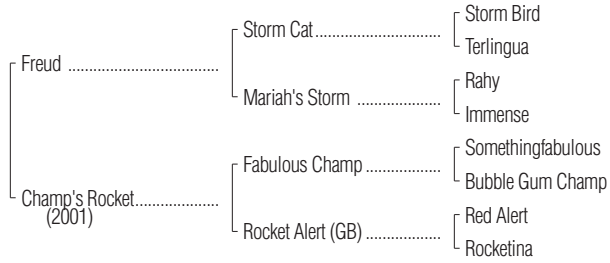 Storm Bird
Storm Cat
Terlingua
Freud
Rahy
Mariah's Storm
Immense
Somethingfabulous
Fabulous Champ
Bubble Gum Champ
Champ's Rocket
(2001)
Red Alert
Rocket Alert (GB)
Rocketina